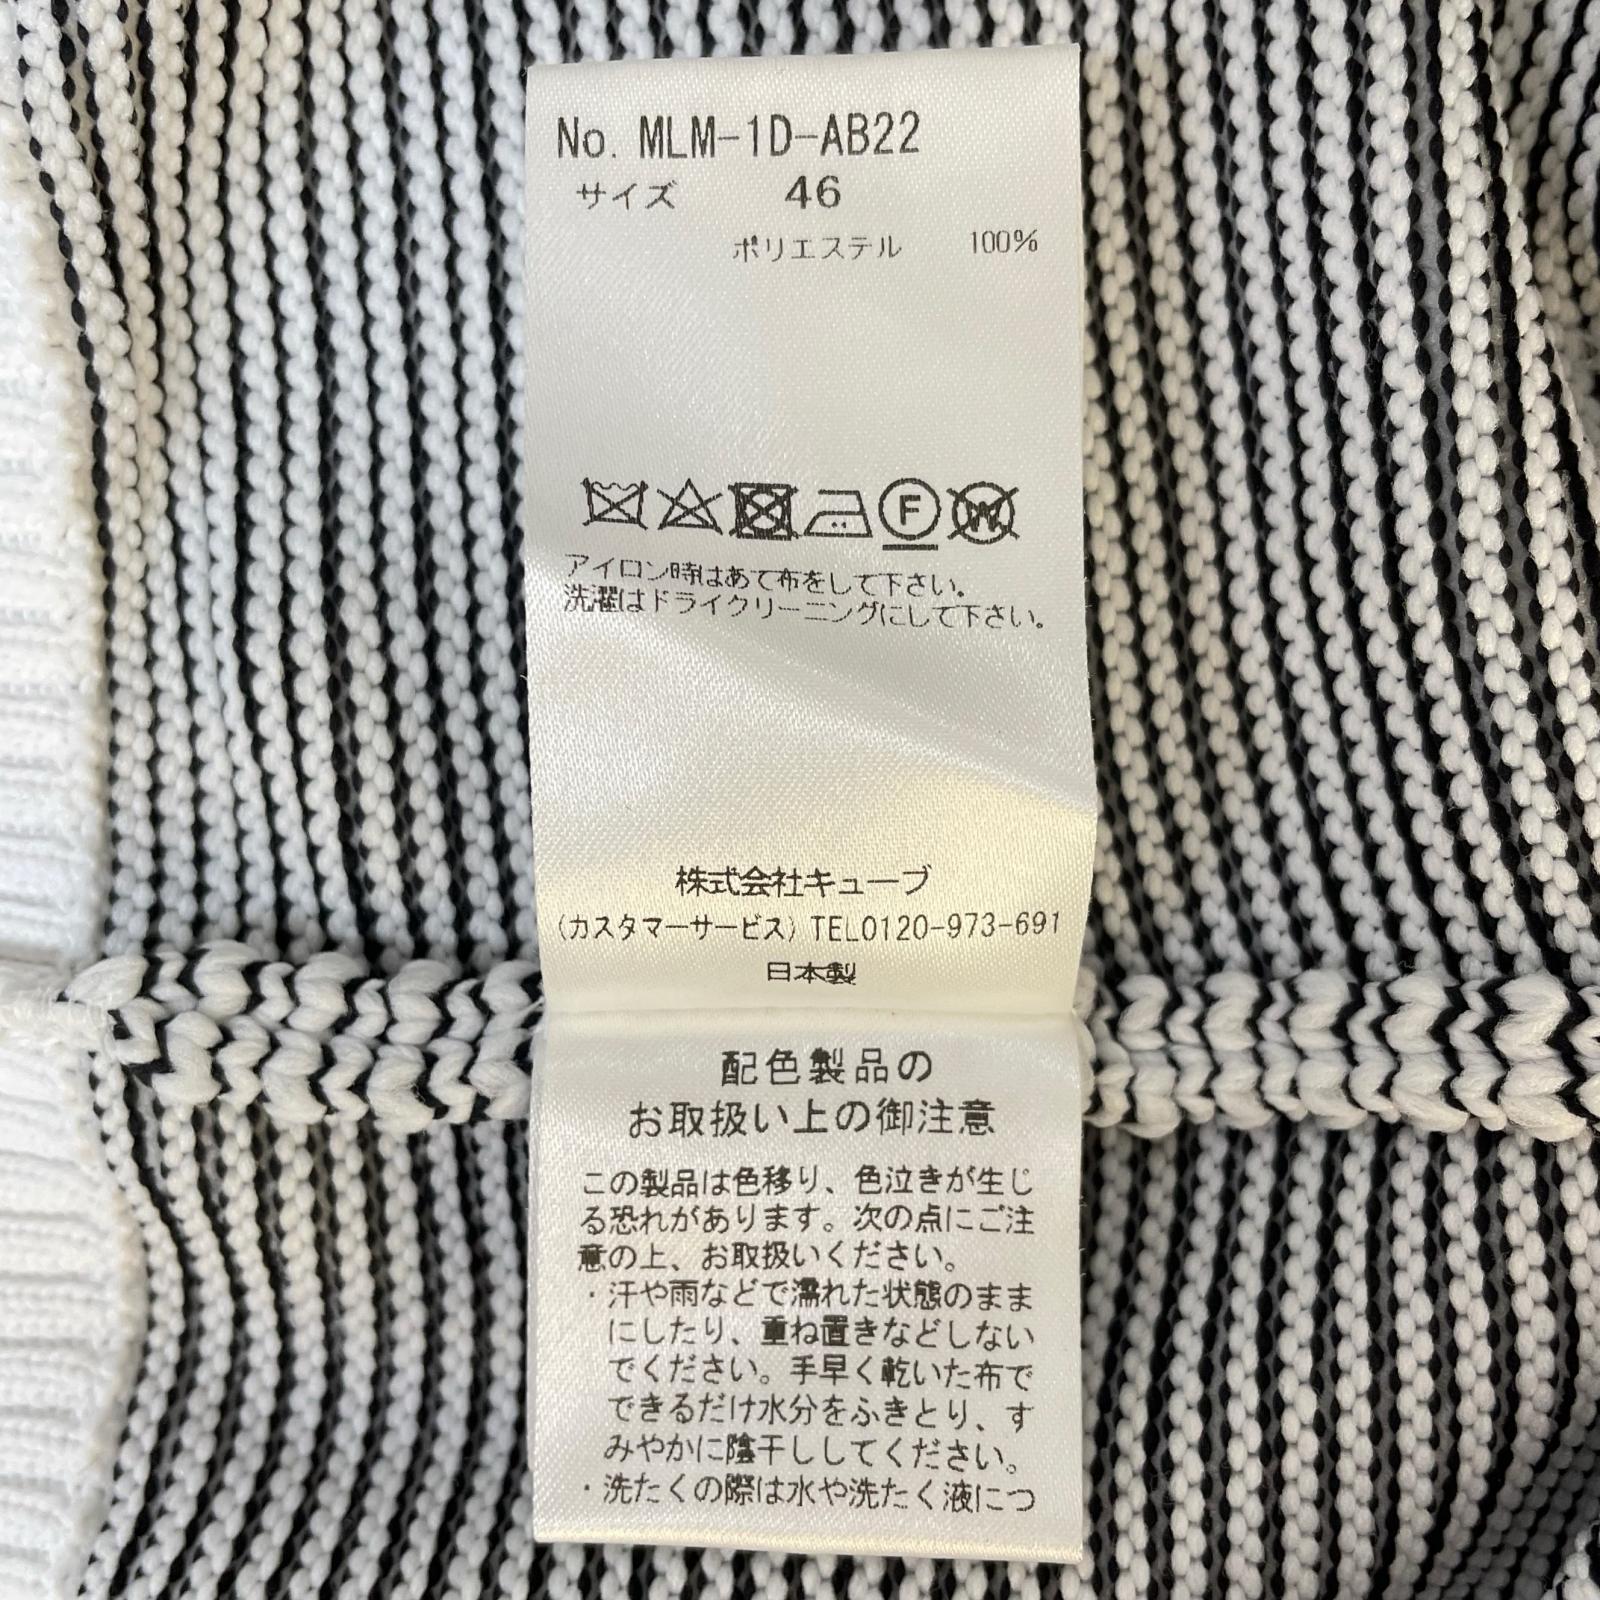 No. MLM-1D-AB22
サイズ 46
ポリエステル 100%
F W
アイロン時はあて布をして下さい。
洗濯はドライクリーニングにして下さい。
株式会社キューブ
(カスタマーサービス) TEL0120-973-691
日本製
配色製品の
お取扱い上の御注意
この製品は色移り、色泣きが生じ
る恐れがあります。次の点にご注
意の上、お取扱いください。
・汗や雨などで濡れた状態のまま
にしたり、重ね置きなどしない
でください。手早く乾いた布で
できるだけ水分をふきとり、す
みやかに陰干ししてください。
・洗たくの際は水や洗たく液につ